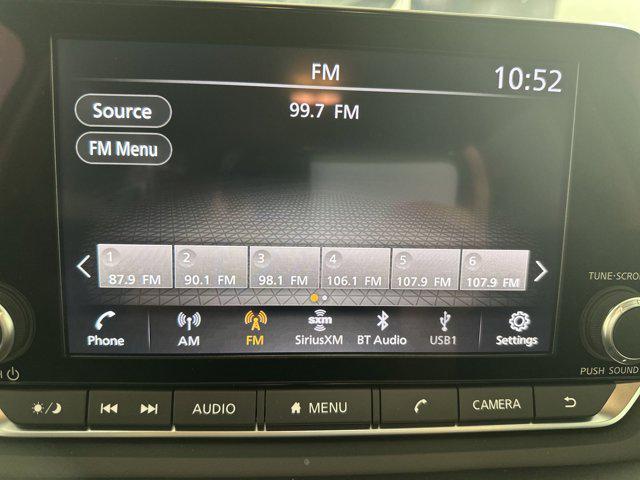 FM
10:52
Source
99.7 FM
FM Menu
1 2 3 4 5 6
87.9 FM 90.1 FM 98.1 FM 106.1 FM 107.9 FM 107.9 FM
sxm
Phone AM FM SiriusXM BT Audio USB1 Settings
TUNE·SCRO
PUSH SOUND
AUDIO MENU CAMERA